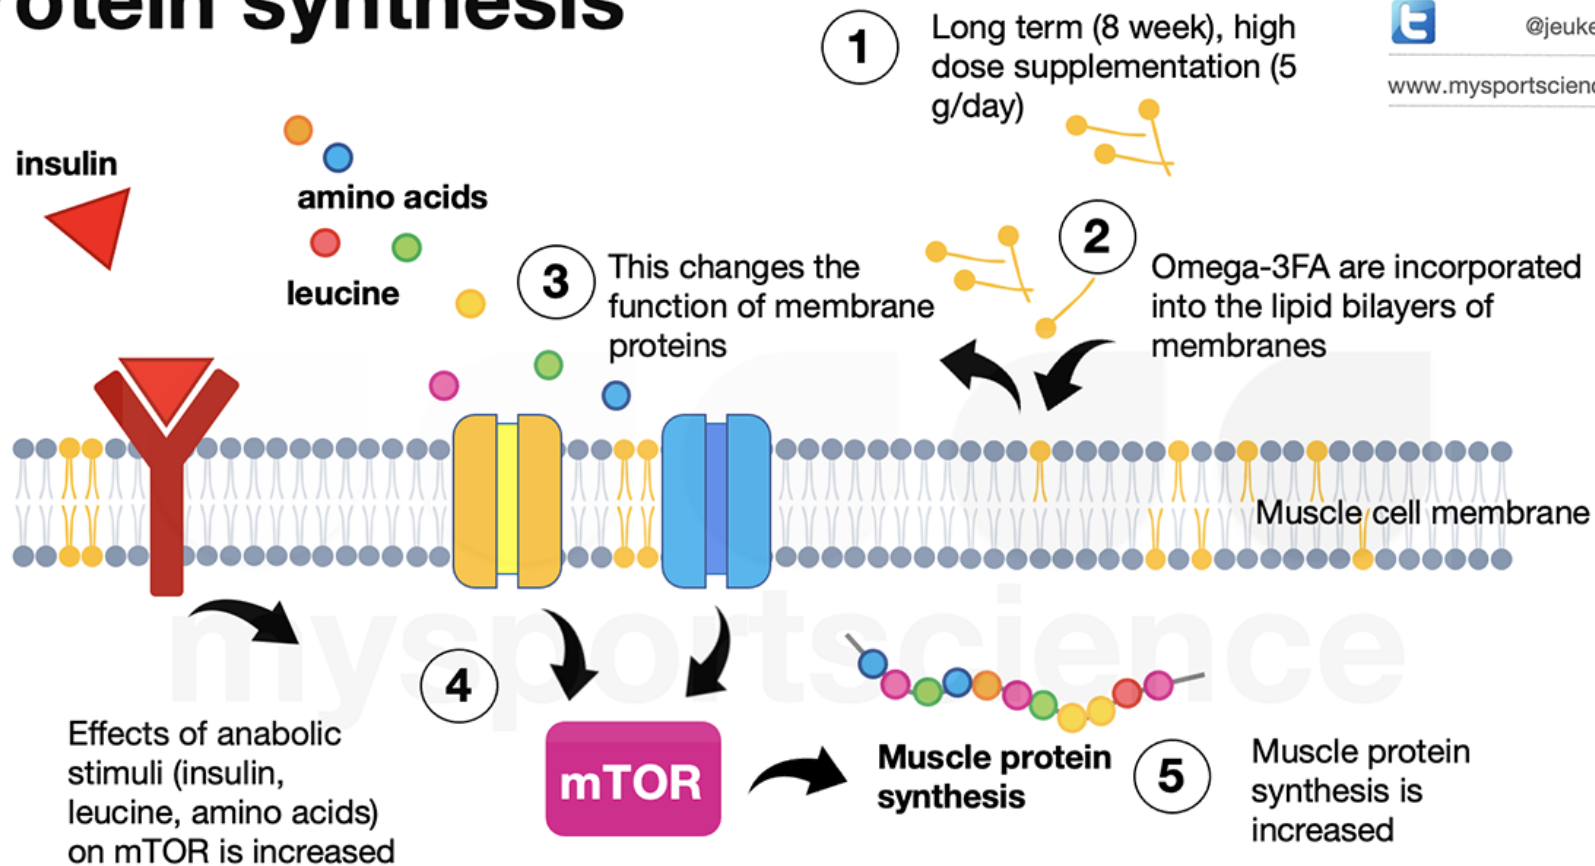 protein synthesis
1
Long term (8 week), high
dose supplementation (5
g/day)
@jeuke
www.mysportscienc
insulin
amino acids
leucine
2
Omega-3FA are incorporated
into the lipid bilayers of
membranes
3
This changes the
function of membrane
proteins
Muscle cell membrane
mysportscience
4
Effects of anabolic
stimuli (insulin,
leucine, amino acids)
on mTOR is increased
mTOR
Muscle protein
synthesis
5
Muscle protein
synthesis is
increased